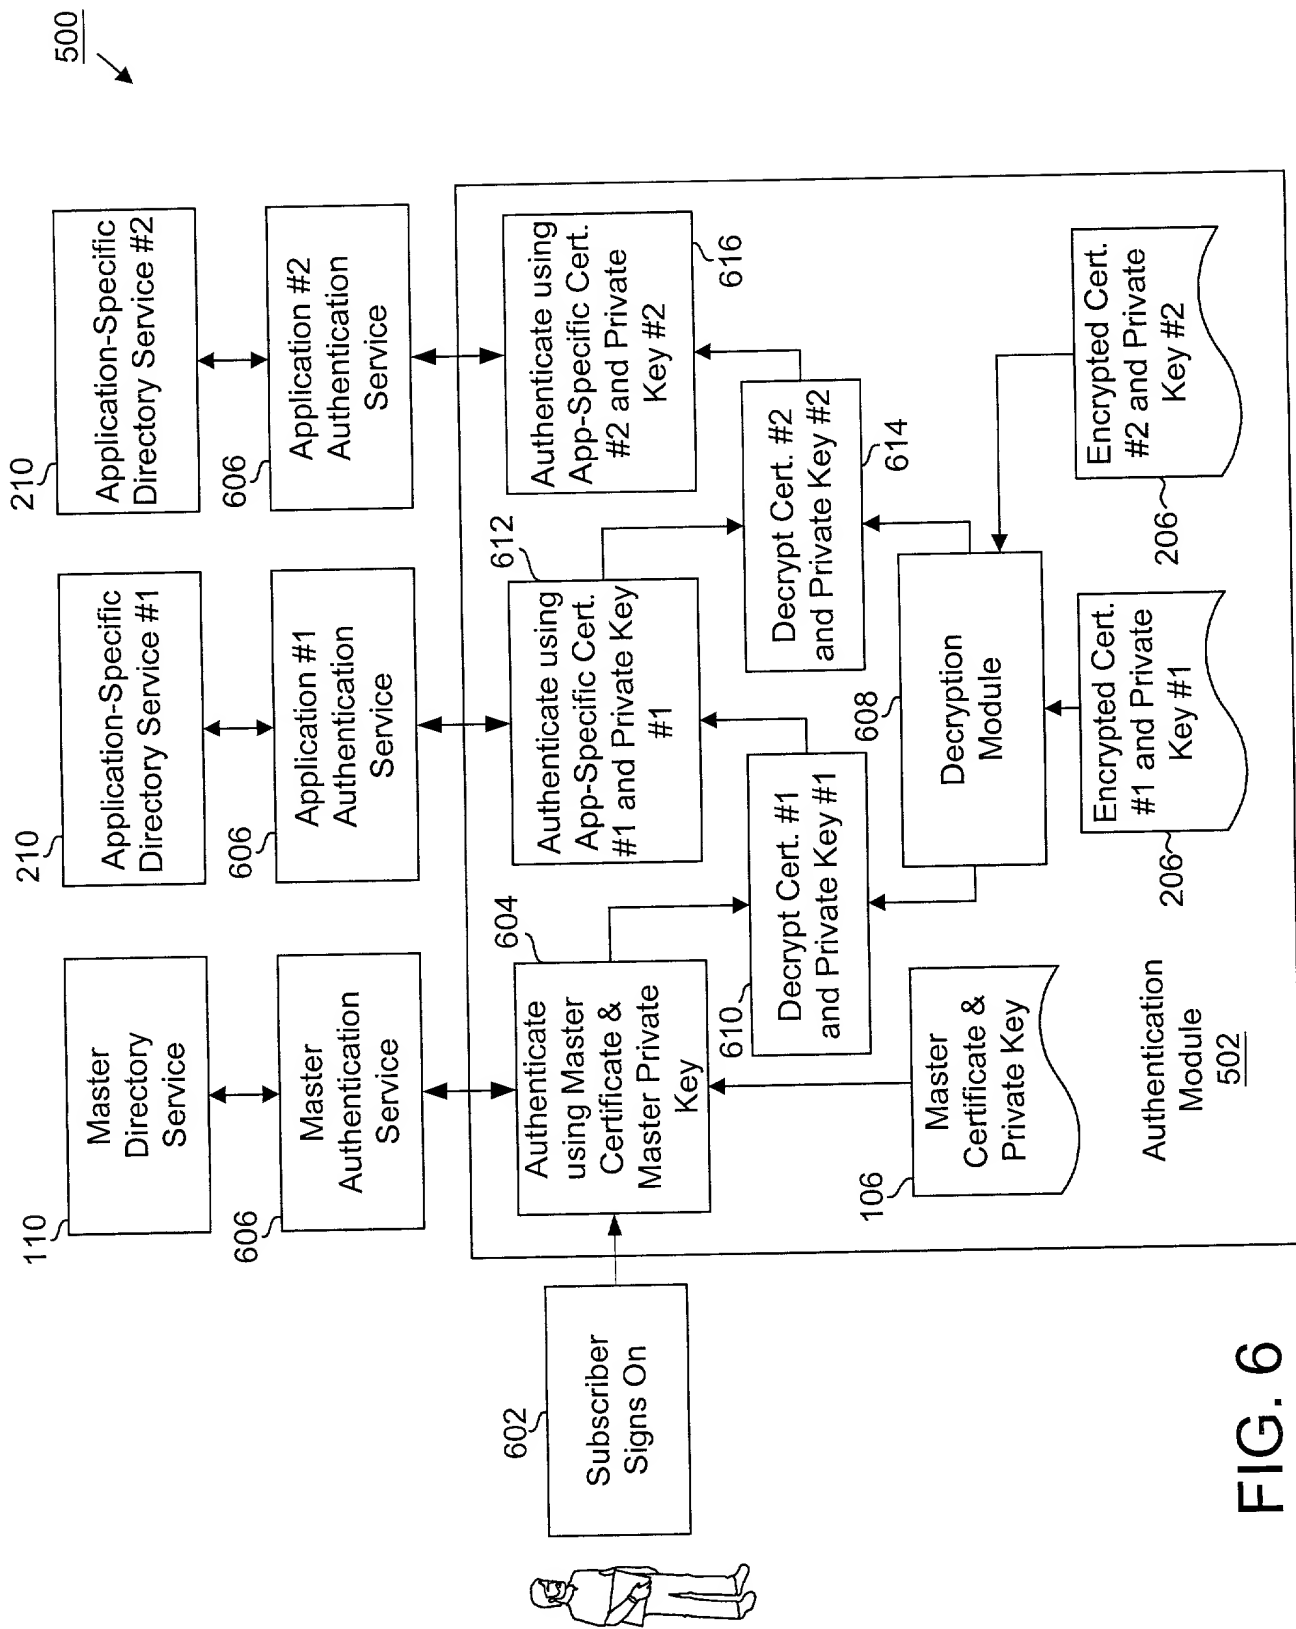 500
210
Application-Specific
Directory Service #2
606
Application #2
Authentication
Service
Authenticate using
App-Specific Cert.
#2 and Private
Key #2
616
210
Application-Specific
Directory Service #1
606
Application #1
Authentication
Service
612
Authenticate using
App-Specific Cert.
#1 and Private Key
#1
110
Master
Directory
Service
606
Master
Authentication
Service
604
Authenticate
using Master
Certificate &
Master Private
Key
602
Subscriber
Signs On
610
Decrypt Cert. #1
and Private Key #1
Decrypt Cert. #2
and Private Key #2
614
608
Decryption
Module
106
Master
Certificate &
Private Key
206
Encrypted Cert.
#1 and Private
Key #1
206
Encrypted Cert.
#2 and Private
Key #2
Authentication
Module
502
FIG. 6